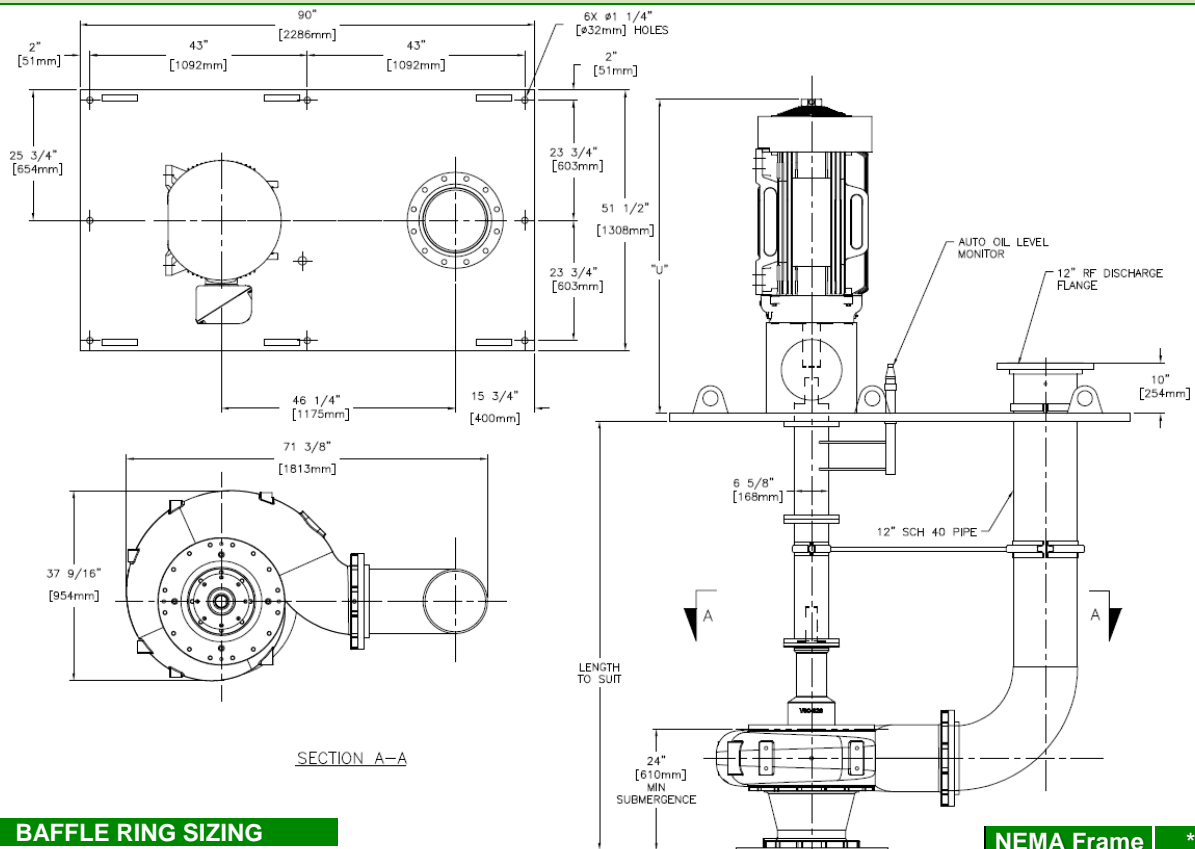 90"
[2286mm]
6X ø1 1/4"
[ø32mm] HOLES
2"
[51mm]
43"
[1092mm]
43"
[1092mm]
2"
[51mm]
25 3/4"
[654mm]
23 3/4"
[603mm]
51 1/2"
[1308mm]
23 3/4"
[603mm]
46 1/4"
[1175mm]
15 3/4"
[400mm]
"U"
AUTO OIL LEVEL
MONITOR
12" RF DISCHARGE
FLANGE
10"
[254mm]
71 3/8"
[1813mm]
6 5/8"
[168mm]
12" SCH 40 PIPE
37 9/16"
[954mm]
A
A
LENGTH
TO SUIT
24"
[610mm]
MIN
SUBMERGENCE
SECTION A-A
BAFFLE RING SIZING
NEMA Frame
*